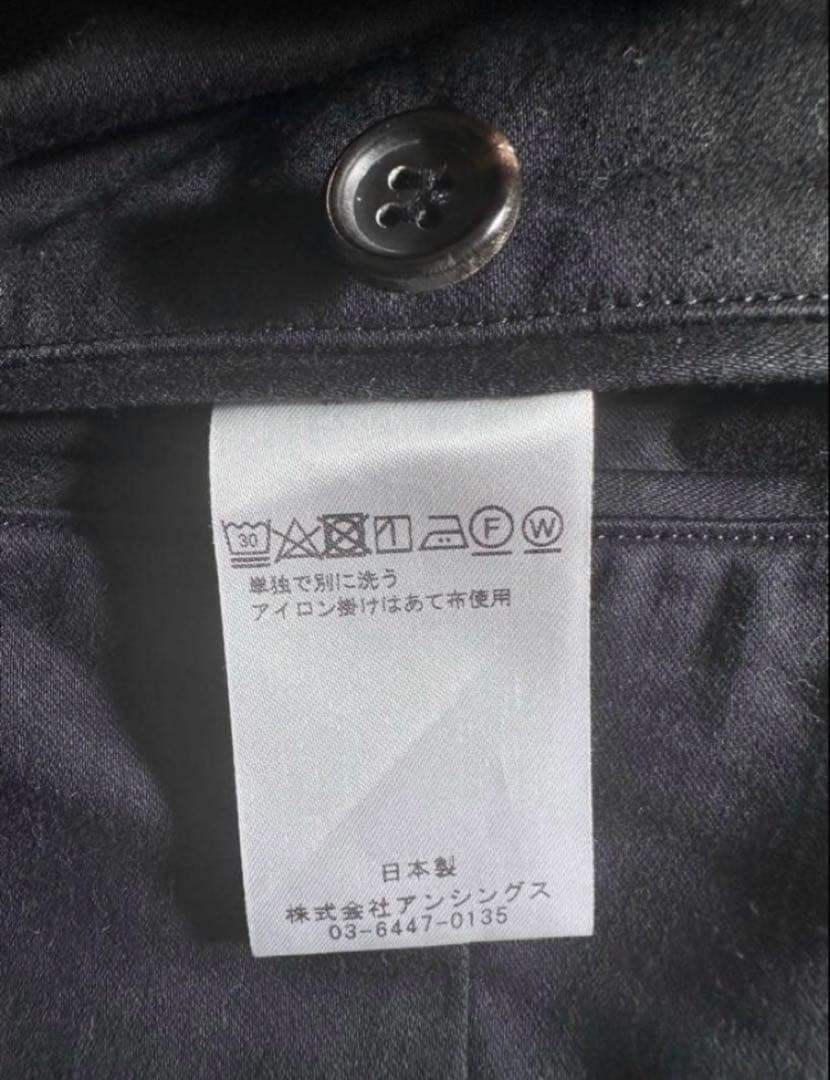 30 F W
単独で別に洗う
アイロン掛けはあて布使用
日本製
株式会社アンシングス
03-6447-0135